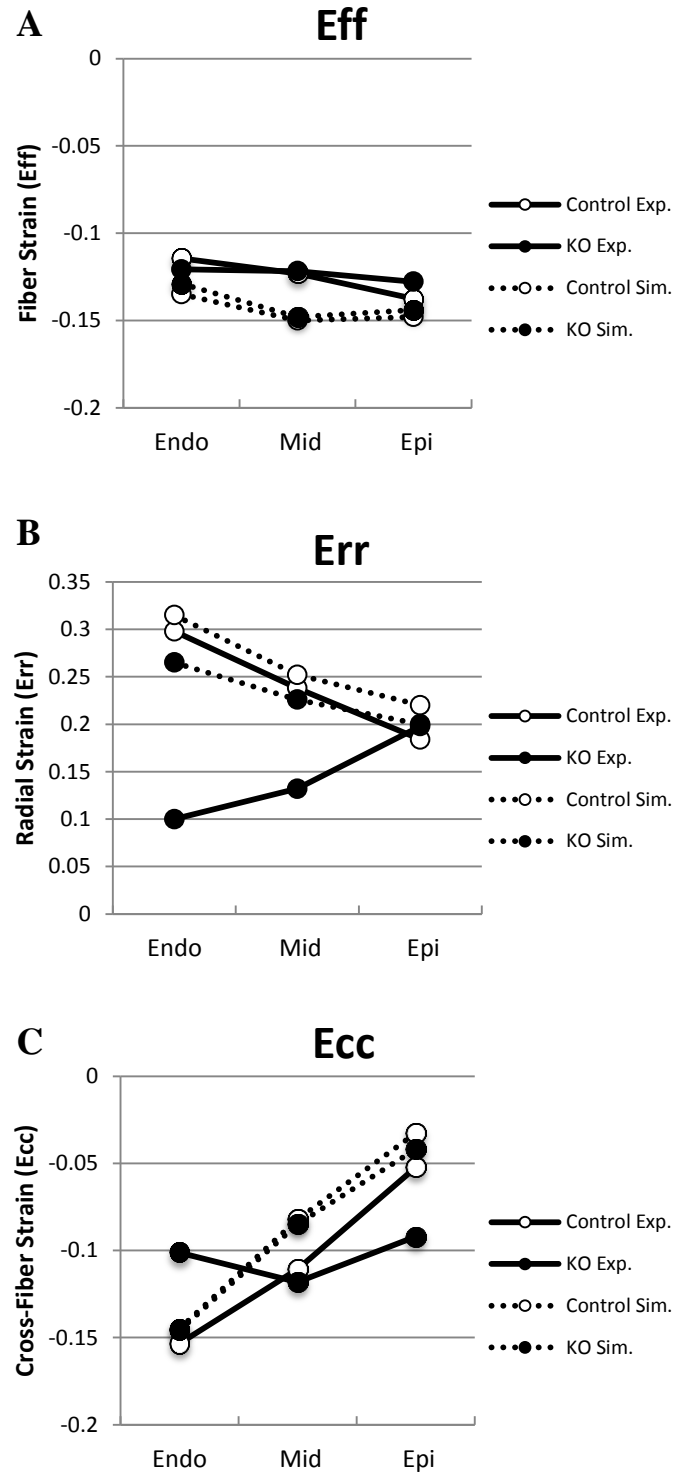 A
Eff
0
-0.05
-0.1
-0.15
-0.2
Fiber Strain (Eff)
Endo Mid Epi
Control Exp.
KO Exp.
Control Sim.
KO Sim.
B
Err
0.35
0.3
0.25
0.2
0.15
0.1
0.05
0
Radial Strain (Err)
Endo Mid Epi
Control Exp.
KO Exp.
Control Sim.
KO Sim.
C
Ecc
0
-0.05
-0.1
-0.15
-0.2
Cross-Fiber Strain (Ecc)
Endo Mid Epi
Control Exp.
KO Exp.
Control Sim.
KO Sim.